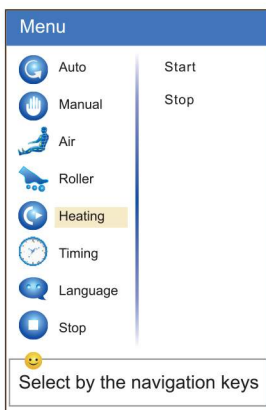 Menu
Auto
Manual
Air
Roller
Heating
Timing
Language
Stop
Start
Stop
Select by the navigation keys